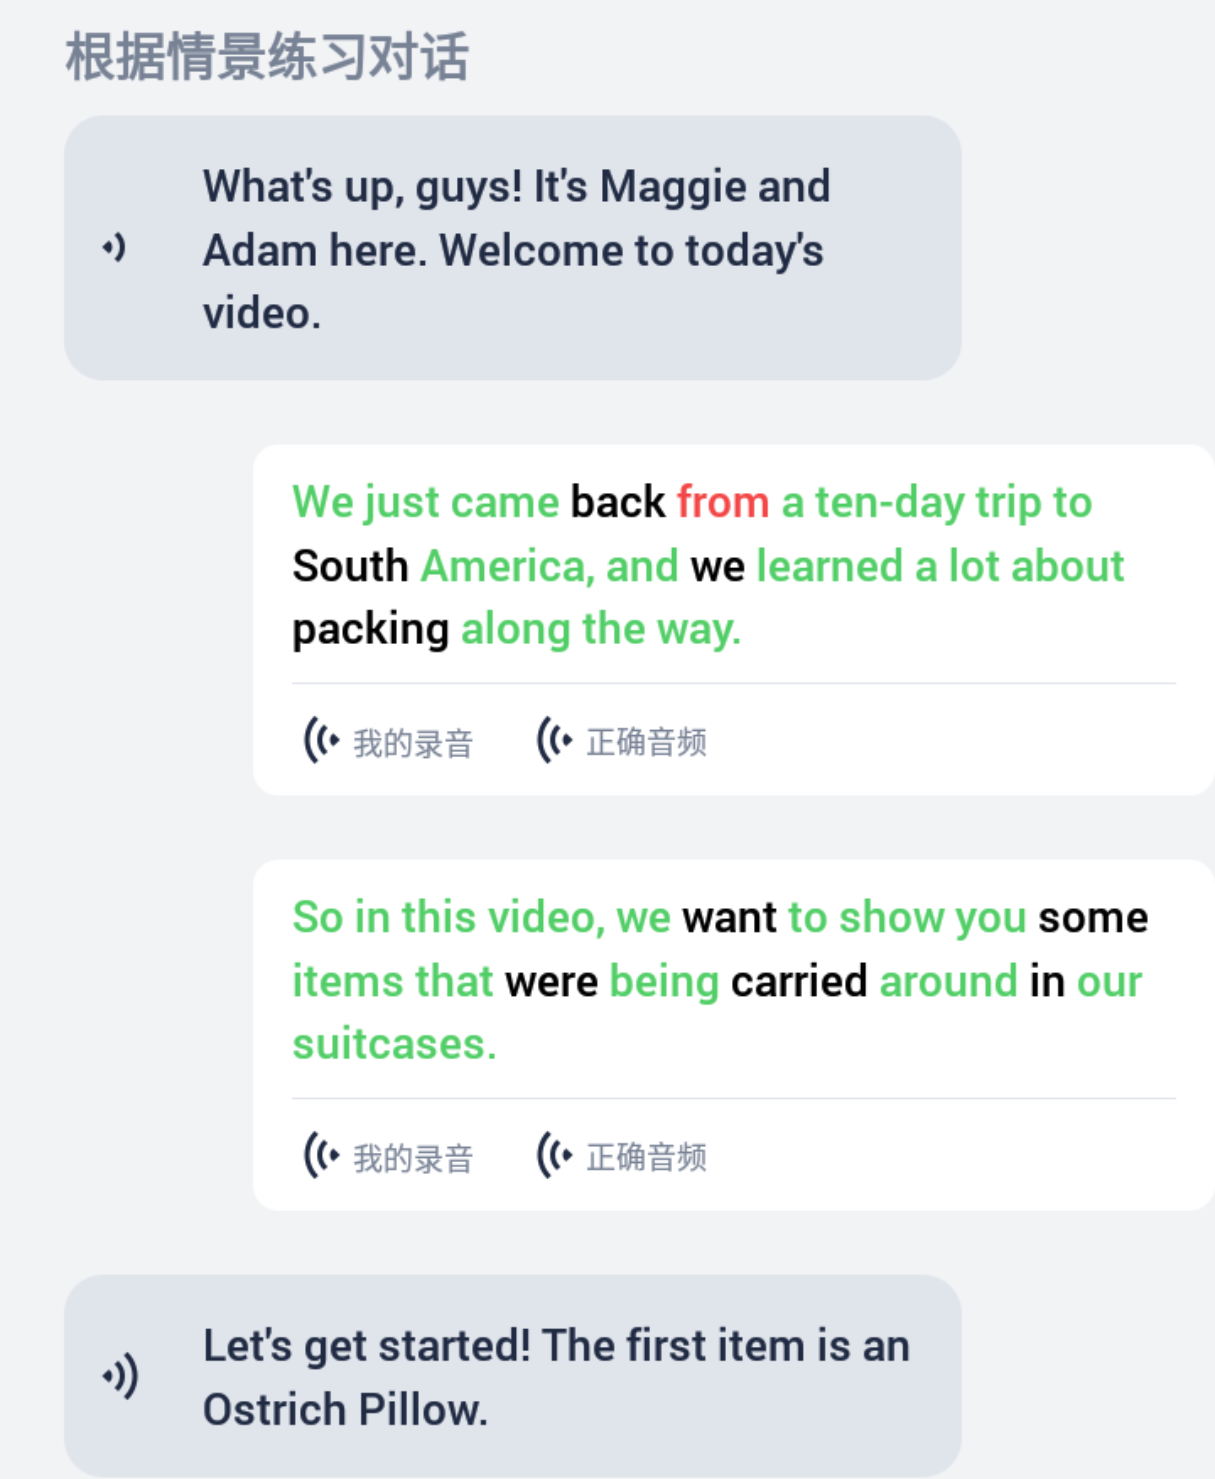 根据情景练习对话
What's up, guys! It's Maggie and
Adam here. Welcome to today's
video.
We just came back from a ten-day trip to
South America, and we learned a lot about
packing along the way.
我的录音 正确音频
So in this video, we want to show you some
items that were being carried around in our
suitcases.
我的录音 正确音频
Let's get started! The first item is an
Ostrich Pillow.